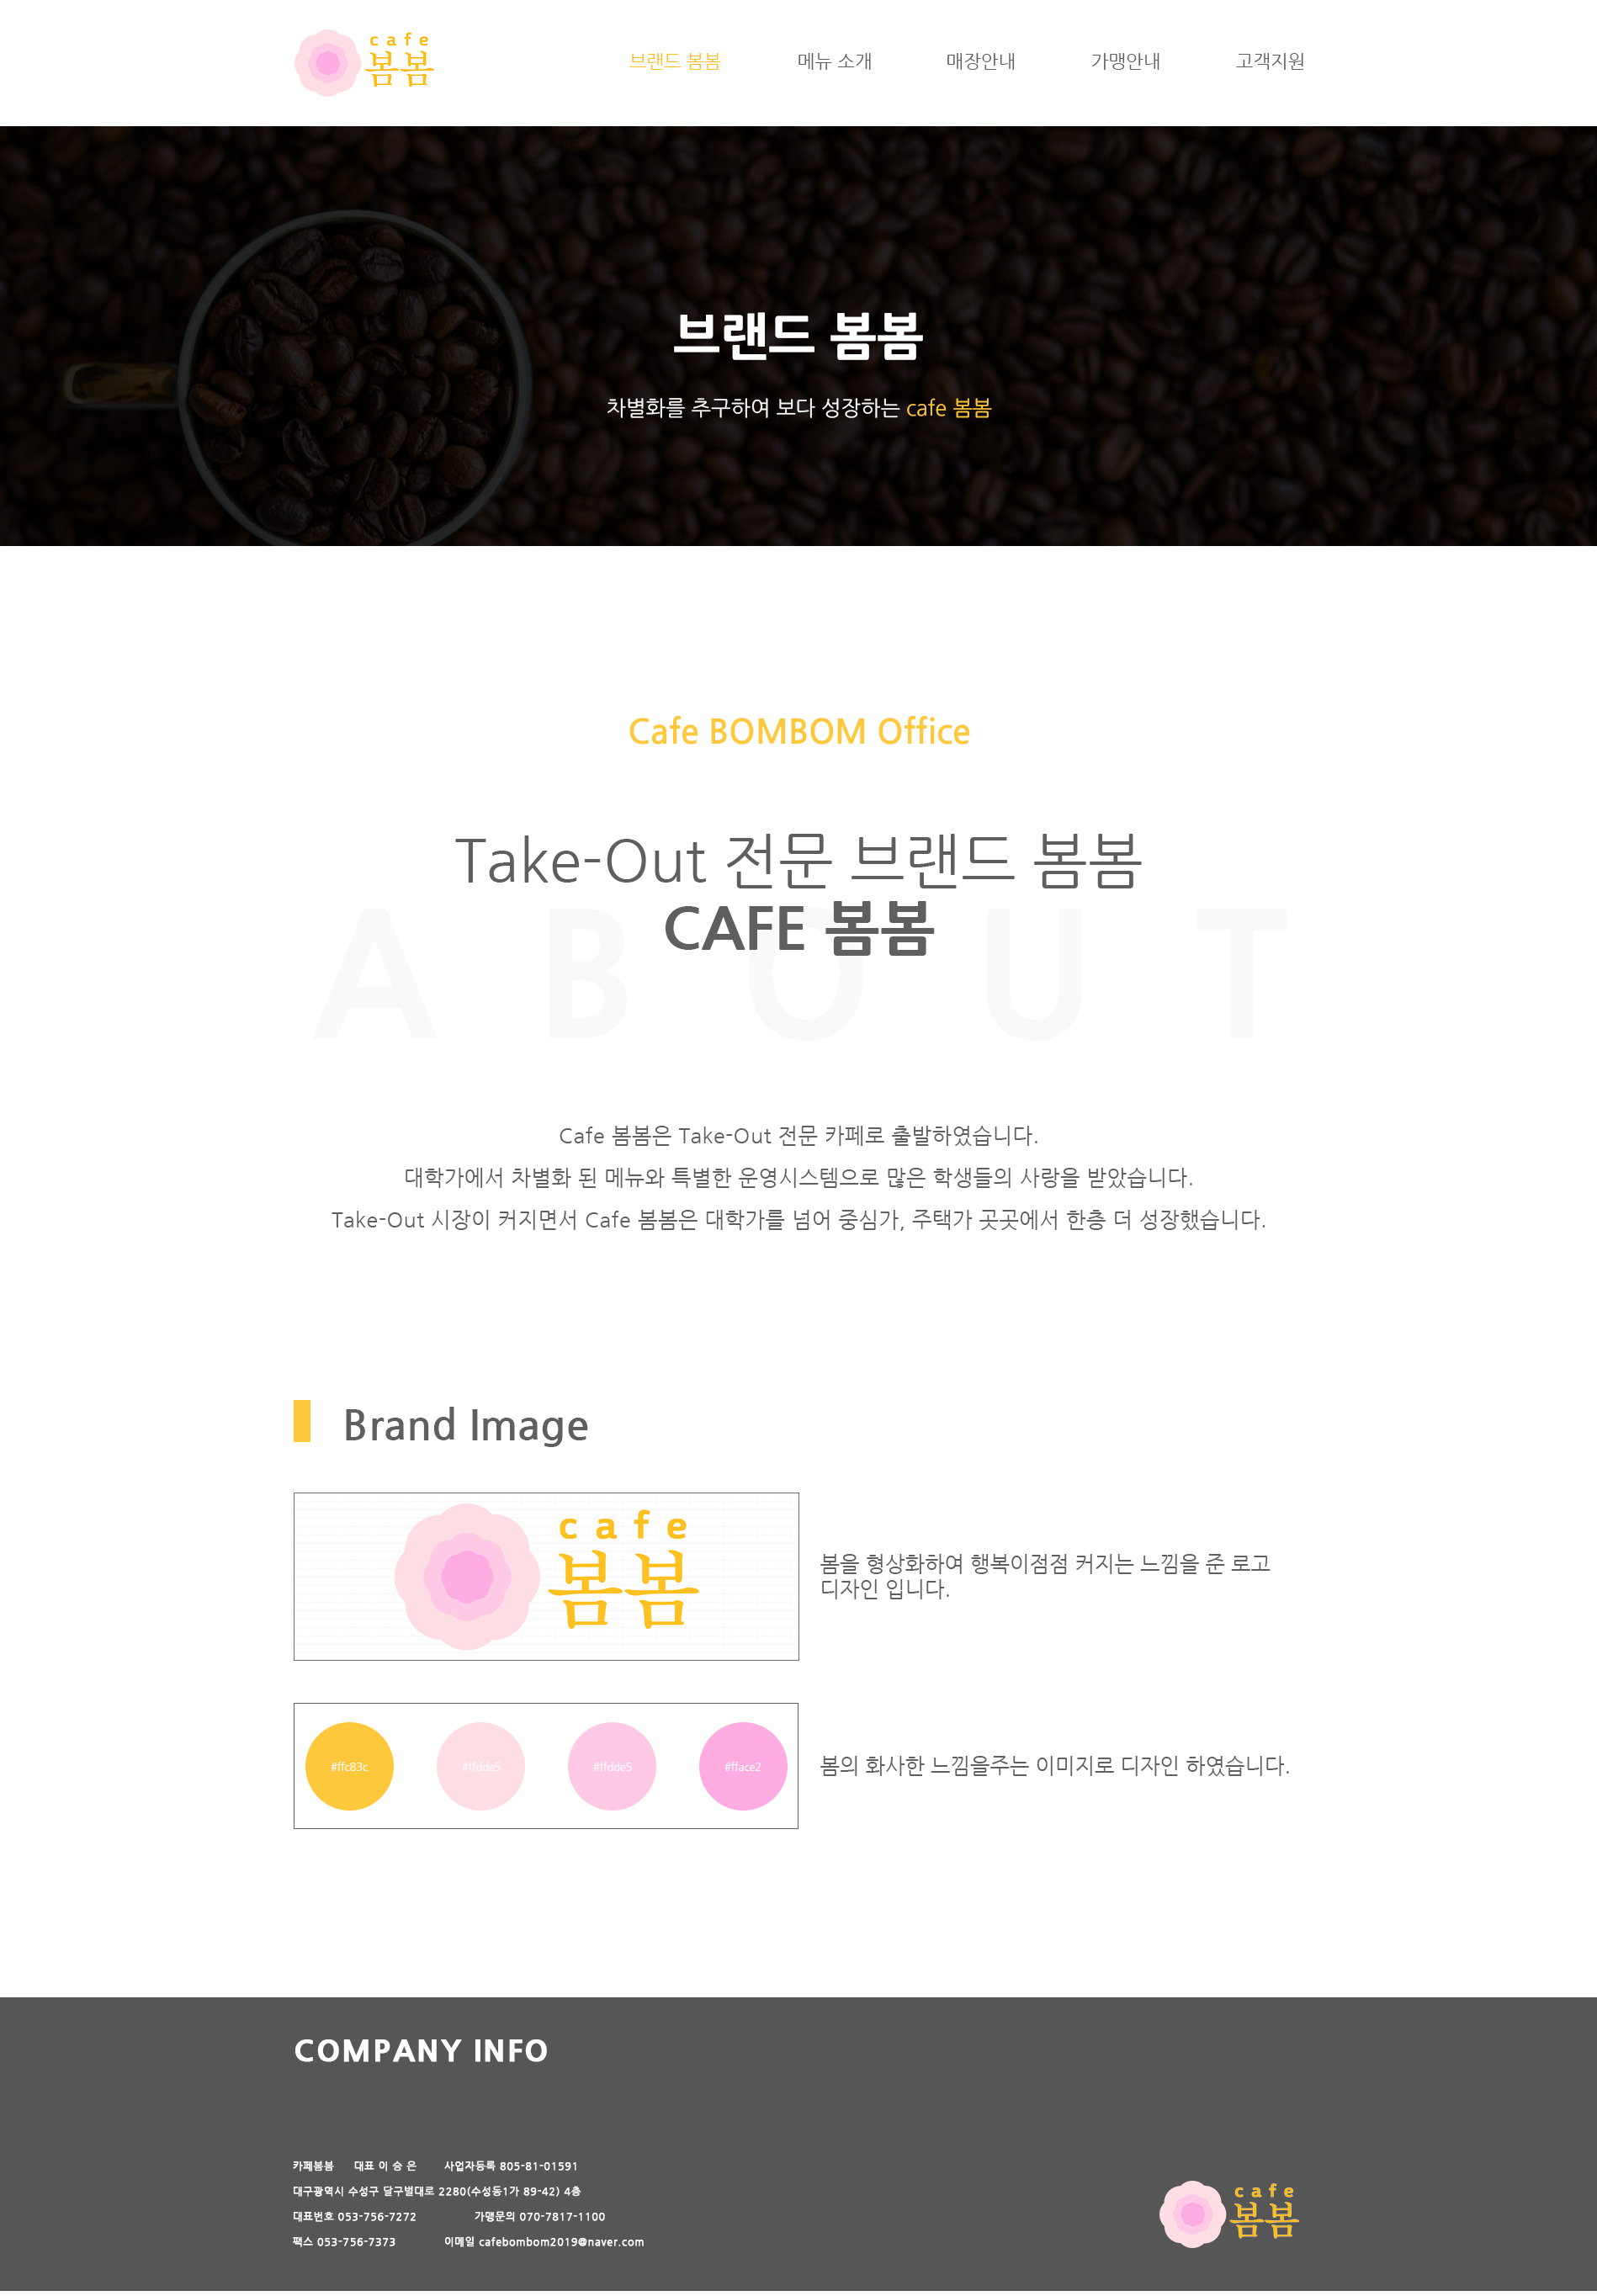 cafe
봄봄
브랜드 봄봄
메뉴 소개
매장안내
가맹안내
고객지원
브랜드 봄봄
차별화를 추구하여 보다 성장하는 cafe 봄봄
Cafe BOMBOM Office
Take-Out 전문 브랜드 봄봄
CAFE 봄봄
ABOUT
Cafe 봄봄은 Take-Out 전문 카페로 출발하였습니다.
대학가에서 차별화 된 메뉴와 특별한 운영시스템으로 많은 학생들의 사랑을 받았습니다.
Take-Out 시장이 커지면서 Cafe 봄봄은 대학가를 넘어 중심가, 주택가 곳곳에서 한층 더 성장했습니다.
Brand Image
cafe
봄봄
봄을 형상화하여 행복이점점 커지는 느낌을 준 로고
디자인 입니다.
#ffc83c
#ffdde5
#ffdde5
#fface2
봄의 화사한 느낌을주는 이미지로 디자인 하였습니다.
COMPANY INFO
카페봄봄 대표 이 승 은 사업자등록 805-81-01591
대구광역시 수성구 달구벌대로 2280(수성동1가 89-42) 4층
대표번호 053-756-7272 가맹문의 070-7817-1100
팩스 053-756-7373 이메일 cafebombom2019@naver.com
cafe
봄봄